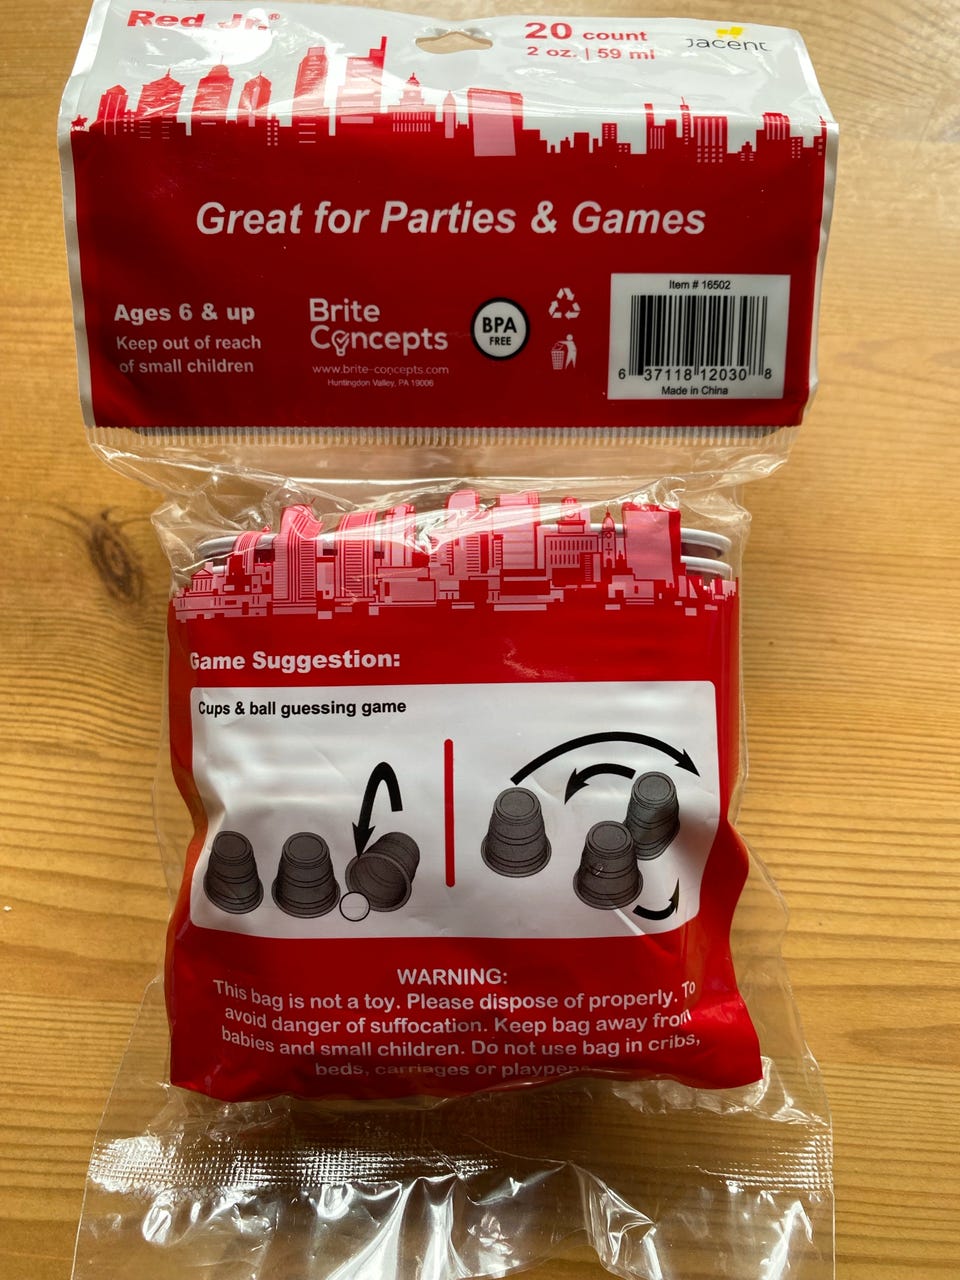 Red Jr.®
20 count
2 oz. | 59 ml
Jacent
Great for Parties & Games
Ages 6 & up
Keep out of reach
of small children
Brite
Concepts
www.brite-concepts.com
Huntingdon Valley, PA 19006
BPA
FREE
Item # 16502
6 37118 12030 8
Made in China
Game Suggestion:
Cups & ball guessing game
WARNING:
This bag is not a toy. Please dispose of properly. To
avoid danger of suffocation. Keep bag away from
babies and small children. Do not use bag in cribs,
beds, carriages or playpens